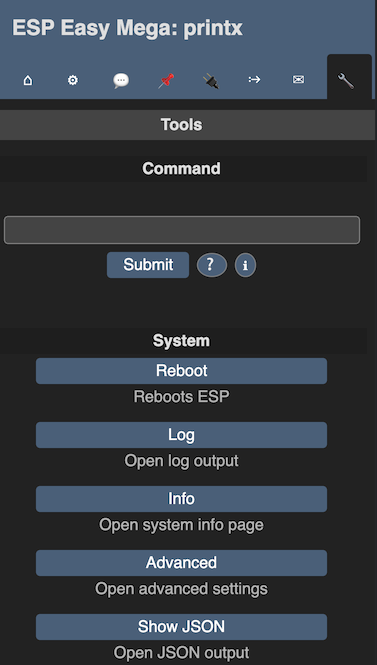 ESP Easy Mega: printx
Tools
Command
Submit ? i
System
Reboot
Reboots ESP
Log
Open log output
Info
Open system info page
Advanced
Open advanced settings
Show JSON
Open JSON output